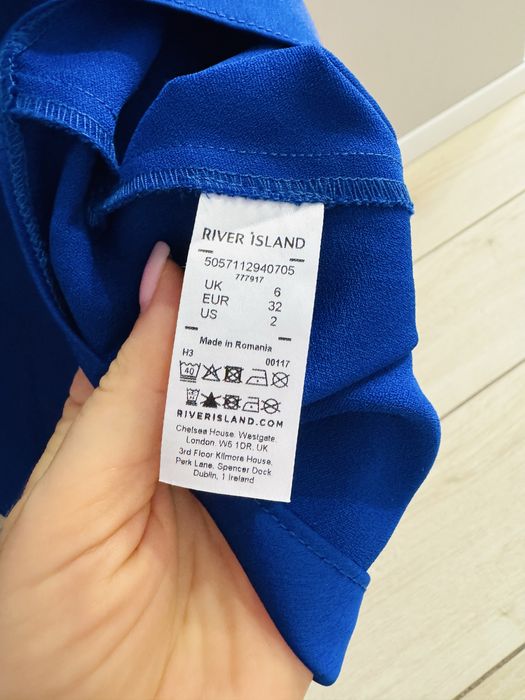 RIVER ISLAND
5057112940705
777917
UK 6
EUR 32
US 2
Made in Romania
H3 00117
40
RIVERISLAND.COM
Chelsea House, Westgate,
London. W5 1DR. UK
3rd Floor Kilmore House,
Park Lane, Spencer Dock
Dublin, 1 Ireland